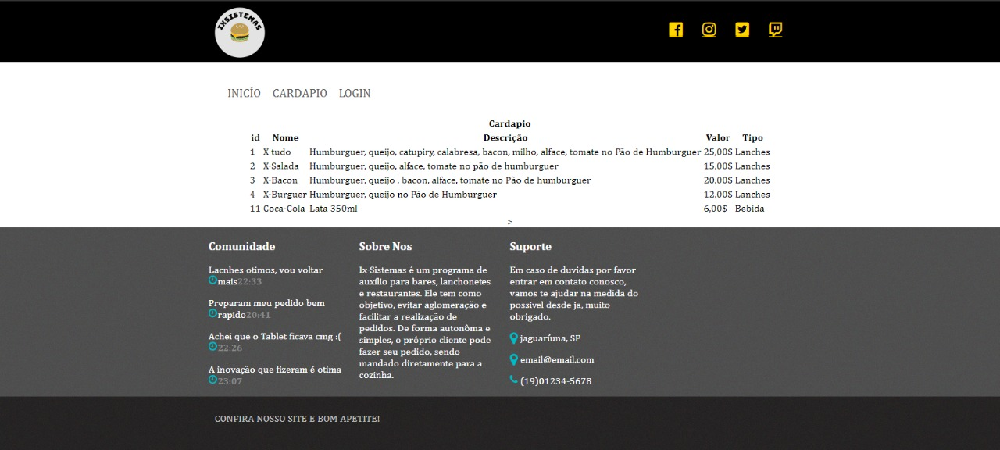 IXSISTEMAS
INICÍO CARDAPIO LOGIN
Cardapio
id Nome Descrição Valor Tipo
1 X-tudo Humburguer, queijo, catupiry, calabresa, bacon, milho, alface, tomate no Pão de Humburguer 25,00$ Lanches
2 X-Salada Humburguer, queijo, alface, tomate no pão de humburguer 15,00$ Lanches
3 X-Bacon Humburguer, queijo , bacon, alface, tomate no Pão de humburguer 20,00$ Lanches
4 X-Burguer Humburguer, queijo no Pão de Humburguer 12,00$ Lanches
11 Coca-Cola Lata 350ml 6,00$ Bebida
>
Comunidade
Lacnhes otimos, vou voltar
mais22:33
Preparam meu pedido bem
rapido20:41
Achei que o Tablet ficava cmg :(
22:26
A inovação que fizeram é otima
23:07
Sobre Nos
Ix-Sistemas é um programa de
auxílio para bares, lanchonetes
e restaurantes. Ele tem como
objetivo, evitar aglomeração e
facilitar a realização de
pedidos. De forma autonôma e
simples, o próprio cliente pode
fazer seu pedido, sendo
mandado diretamente para a
cozinha.
Suporte
Em caso de duvidas por favor
entrar em contato conosco,
vamos te ajudar na medida do
possivel desde ja, muito
obrigado.
jaguaríuna, SP
email@email.com
(19)01234-5678
CONFIRA NOSSO SITE E BOM APETITE!